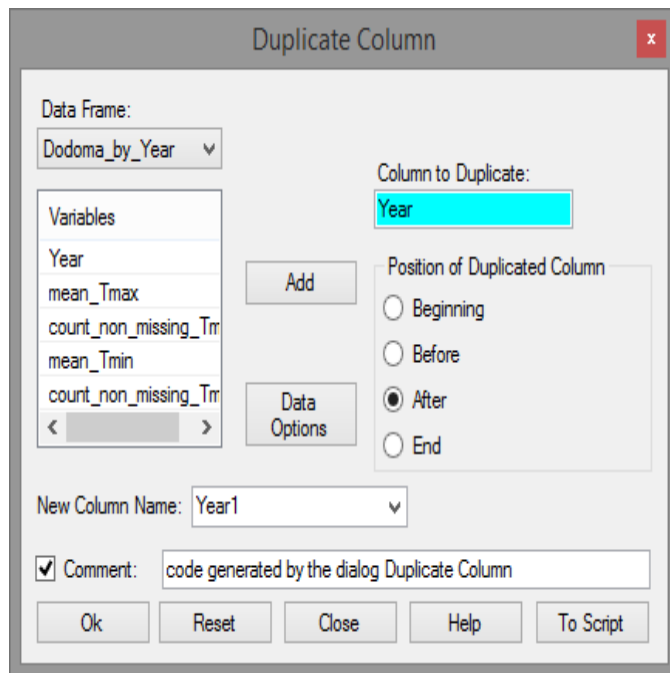 Duplicate Column
x
Data Frame:
Dodoma_by_Year
Variables
Year
mean_Tmax
count_non_missing_Tm
mean_Tmin
count_non_missing_Tm
Add
Data
Options
Column to Duplicate:
Year
Position of Duplicated Column
Beginning
Before
After
End
New Column Name: Year1
Comment: code generated by the dialog Duplicate Column
Ok Reset Close Help To Script